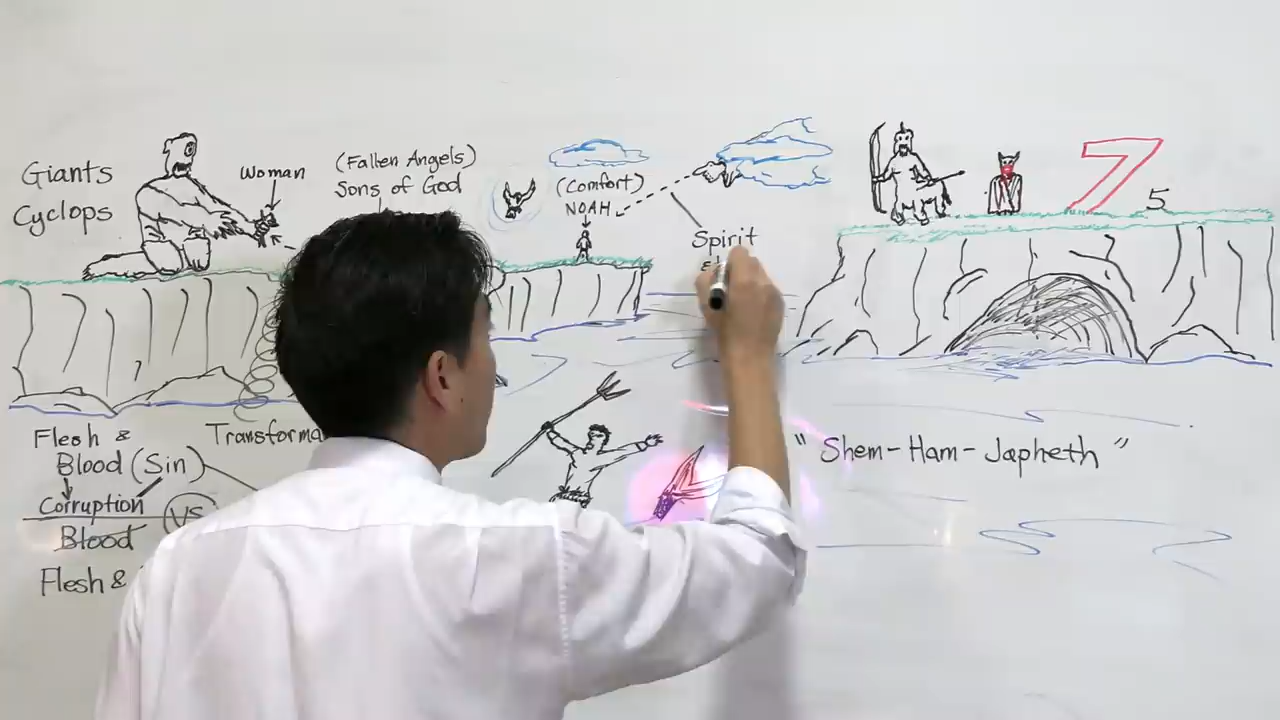 Giants
Cyclops
Woman
(Fallen Angels)
Sons of God
(Comfort)
NOAH
Spirit
7
5
Flesh &
Blood (Sin)
Corruption
VS
Blood
Flesh &
Transforma
"Shem-Ham-Japheth"